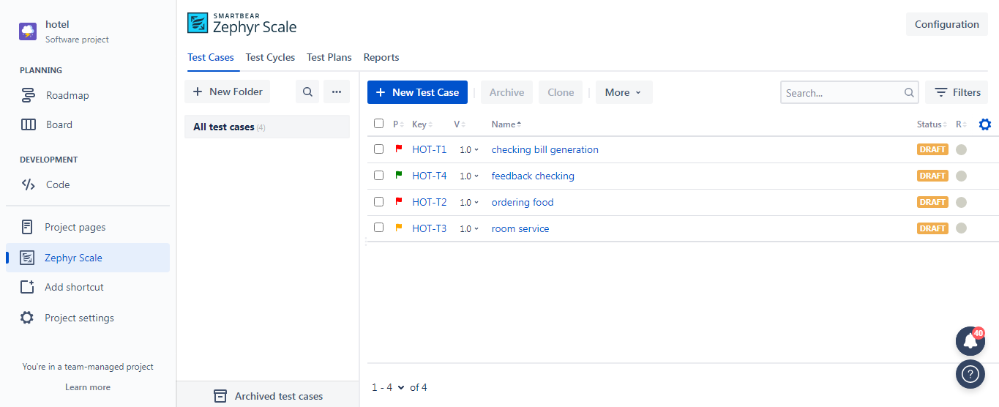 hotel
Software project
PLANNING
Roadmap
Board
DEVELOPMENT
Code
Project pages
Zephyr Scale
Add shortcut
Project settings
You're in a team-managed project
Learn more
SMARTBEAR
Zephyr Scale
Configuration
Test Cases Test Cycles Test Plans Reports
+ New Folder
All test cases (4)
Archived test cases
+ New Test Case Archive Clone More Search... Filters
P Key V Name Status R
HOT-T1 1.0 checking bill generation DRAFT
HOT-T4 1.0 feedback checking DRAFT
HOT-T2 1.0 ordering food DRAFT
HOT-T3 1.0 room service DRAFT
40
?
1 - 4 of 4